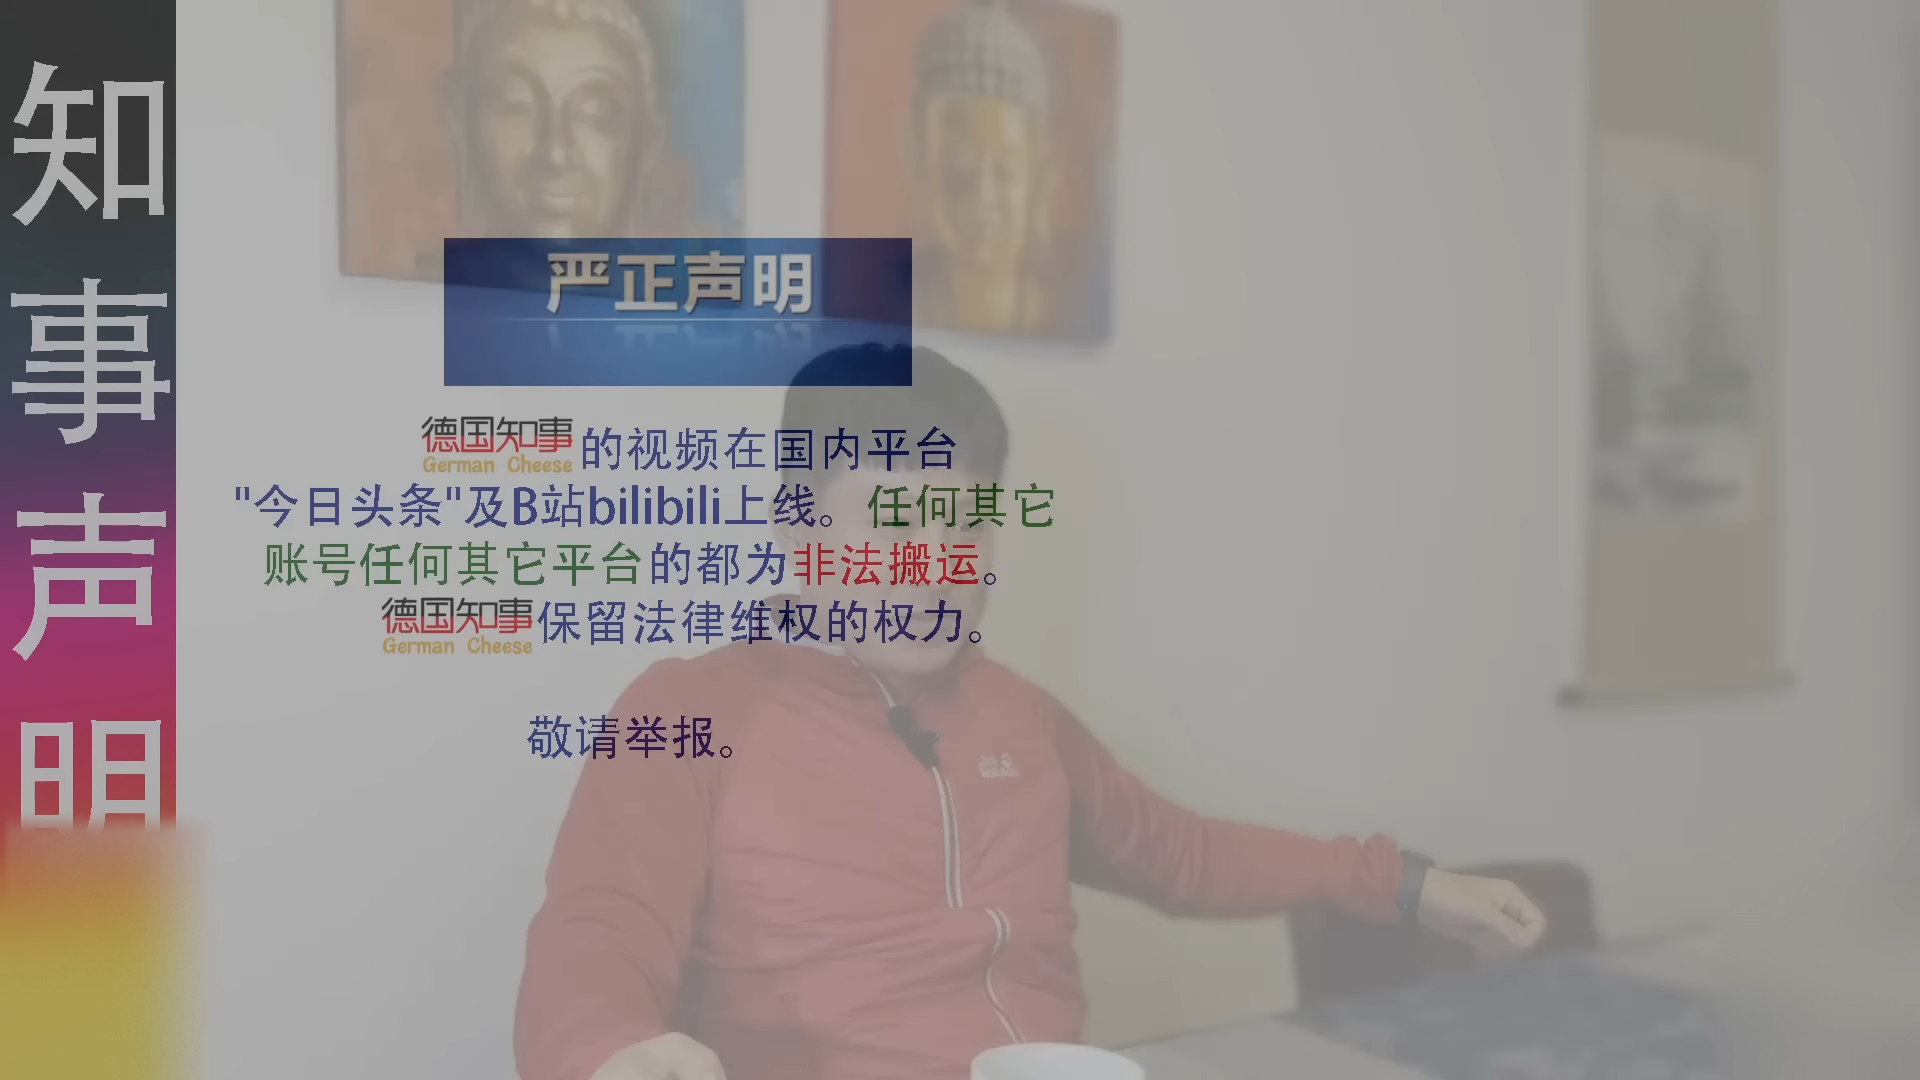 知事声明
严正声明
德国知事
German Cheese
的视频在国内平台
"今日头条"及B站bilibili上线。任何其它
账号任何其它平台的都为非法搬运。
德国知事
German Cheese
保留法律维权的权力。
敬请举报。